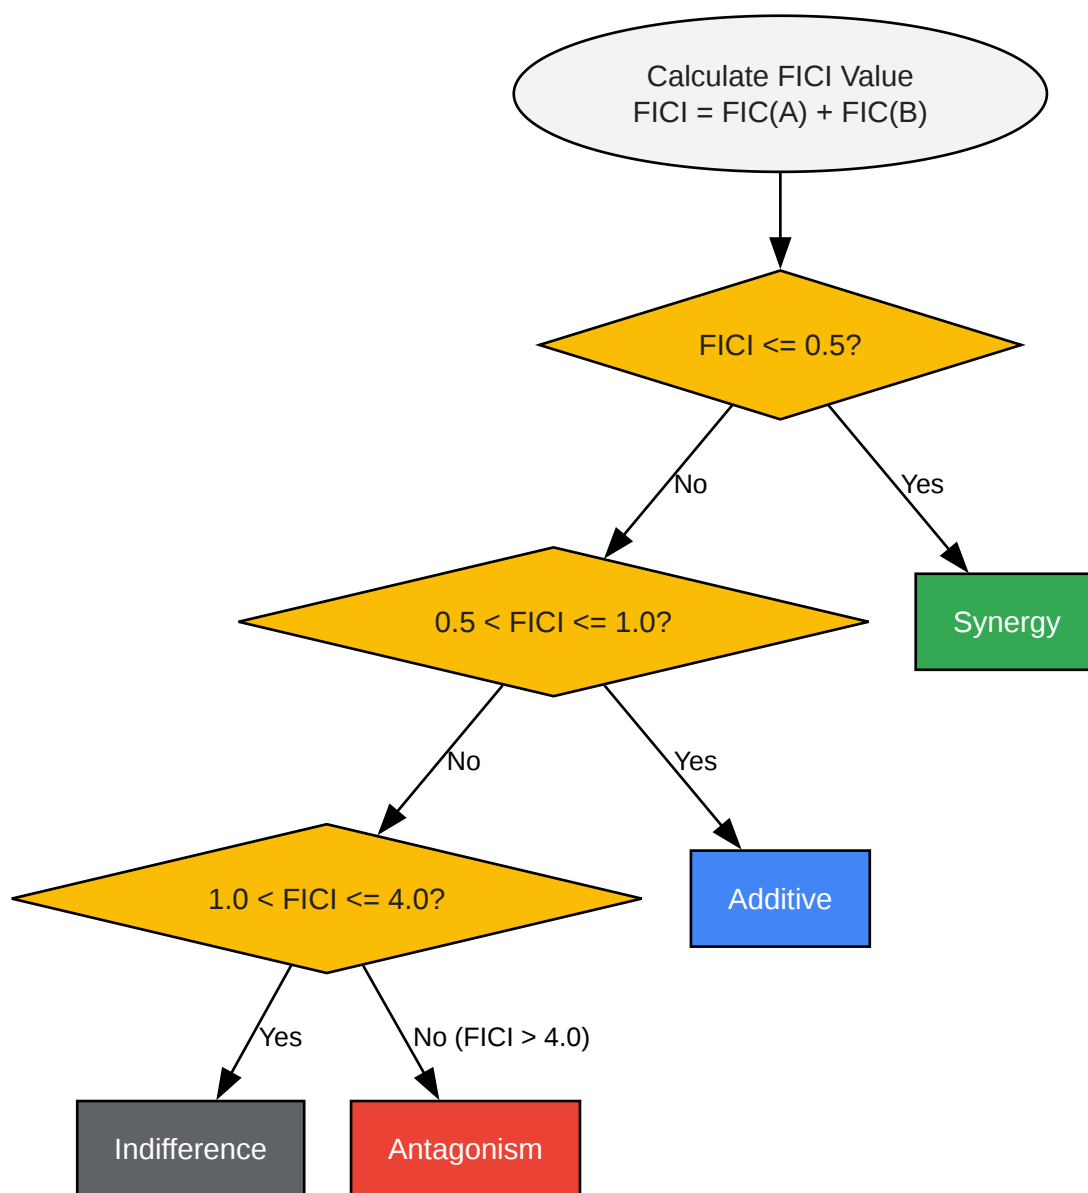 Calculate FICI Value
FICI = FIC(A) + FIC(B)
FICI <= 0.5?
No
Yes
0.5 < FICI <= 1.0?
Synergy
No
Yes
1.0 < FICI <= 4.0?
Additive
Yes
No (FICI > 4.0)
Indifference
Antagonism